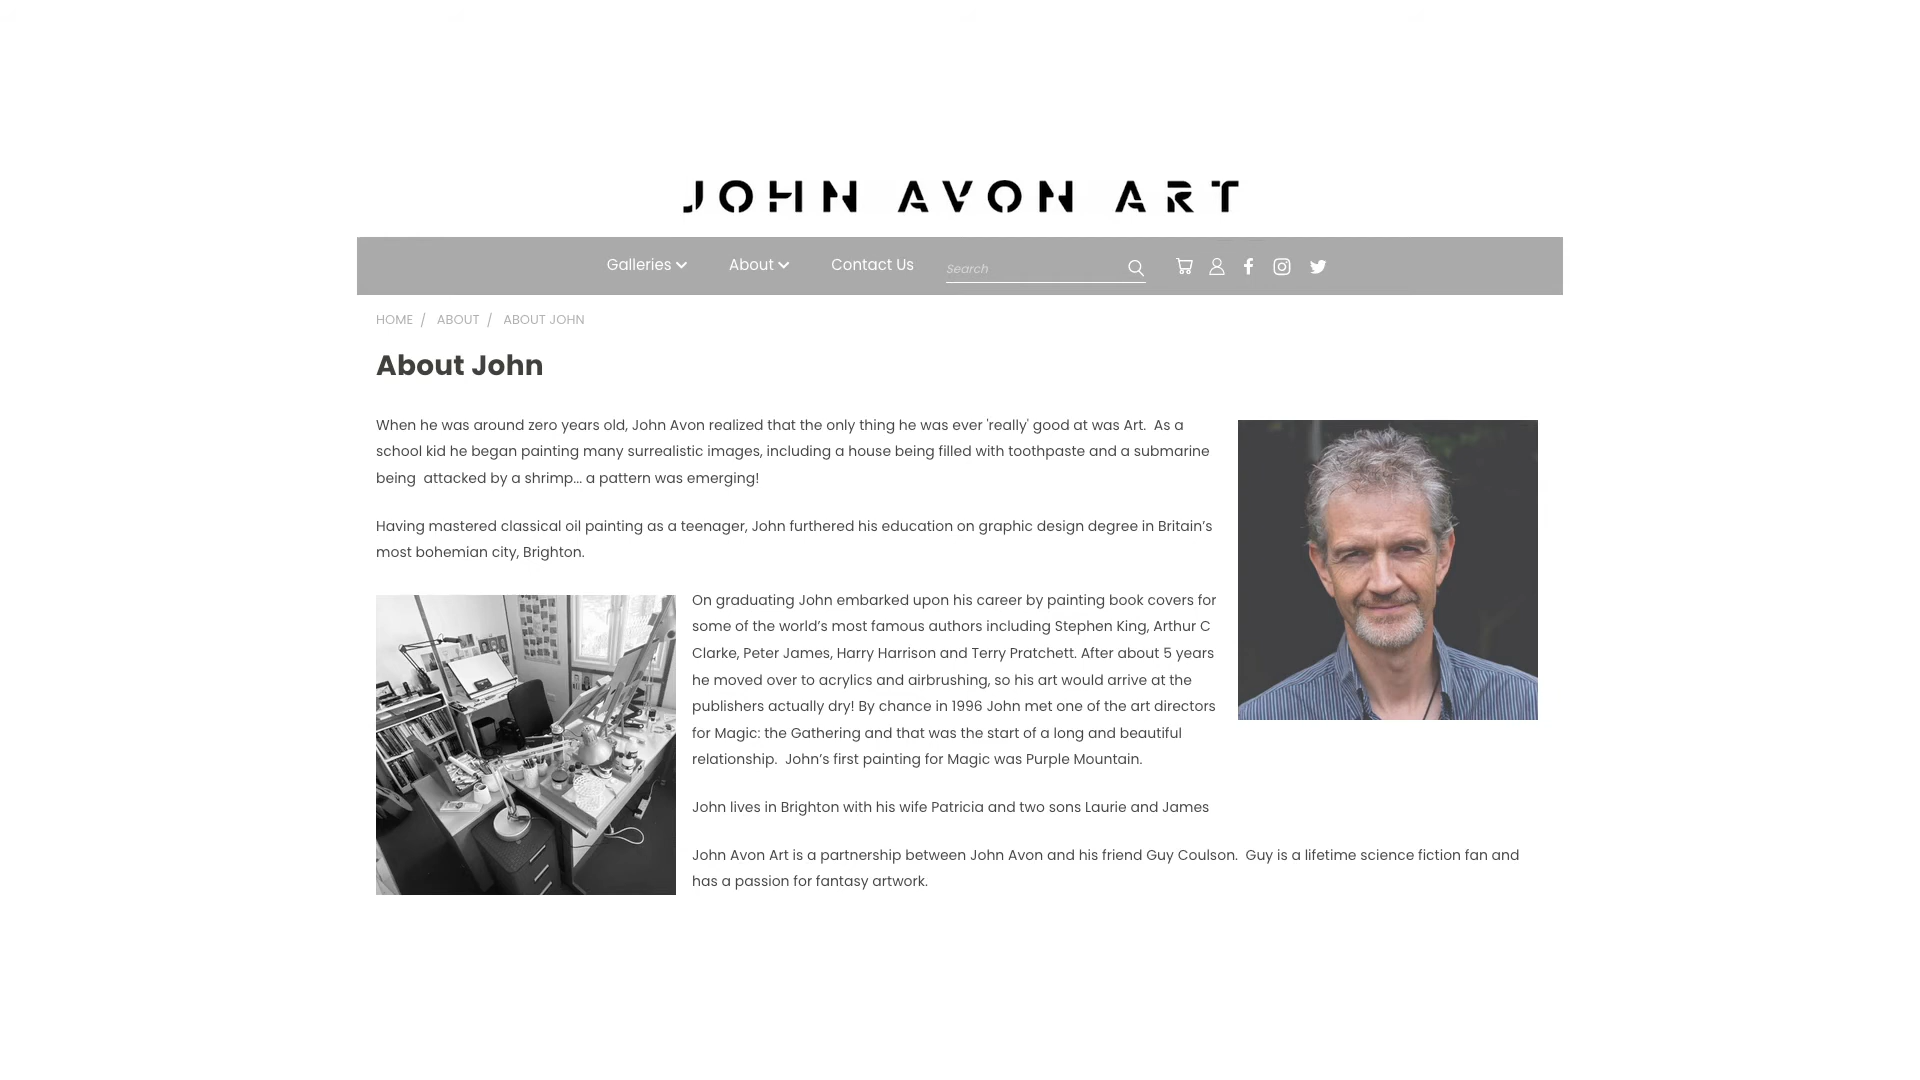 JOHN AVON ART
Galleries About Contact Us Search
HOME / ABOUT / ABOUT JOHN
About John
When he was around zero years old, John Avon realized that the only thing he was ever 'really' good at was Art.  As a
school kid he began painting many surrealistic images, including a house being filled with toothpaste and a submarine
being  attacked by a shrimp... a pattern was emerging!
Having mastered classical oil painting as a teenager, John furthered his education on graphic design degree in Britain’s
most bohemian city, Brighton.
On graduating John embarked upon his career by painting book covers for
some of the world’s most famous authors including Stephen King, Arthur C
Clarke, Peter James, Harry Harrison and Terry Pratchett. After about 5 years
he moved over to acrylics and airbrushing, so his art would arrive at the
publishers actually dry! By chance in 1996 John met one of the art directors
for Magic: the Gathering and that was the start of a long and beautiful
relationship.  John’s first painting for Magic was Purple Mountain.
John lives in Brighton with his wife Patricia and two sons Laurie and James
John Avon Art is a partnership between John Avon and his friend Guy Coulson.  Guy is a lifetime science fiction fan and
has a passion for fantasy artwork.